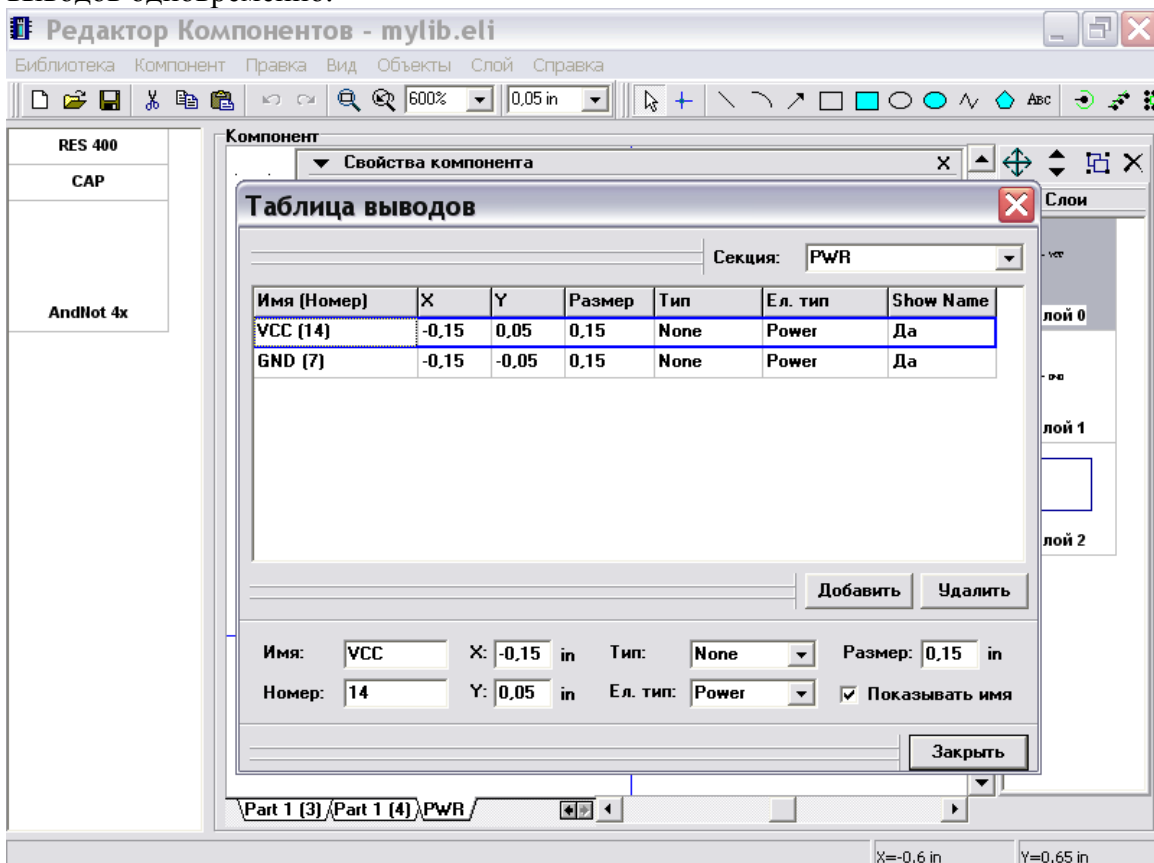 выводов одновременно.
Редактор Компонентов - mylib.eli
Библиотека Компонент Правка Вид Объекты Слой Справка
600% 0,05 in ABC
RES 400
CAP
AndNot 4x
Компонент
Свойства компонента
Слои
Таблица выводов
Секция: PWR
Имя (Номер) X Y Размер Тип Ел. тип Show Name
VCC (14) -0,15 0,05 0,15 None Power Да
GND (7) -0,15 -0,05 0,15 None Power Да
VCC
лой 0
GND
лой 1
лой 2
Добавить Удалить
Имя: VCC X: -0,15 in Тип: None Размер: 0,15 in
Номер: 14 Y: 0,05 in Ел. тип: Power Показывать имя
Закрыть
Part 1 (3) Part 1 (4) PWR
X=-0,6 in Y=0,65 in